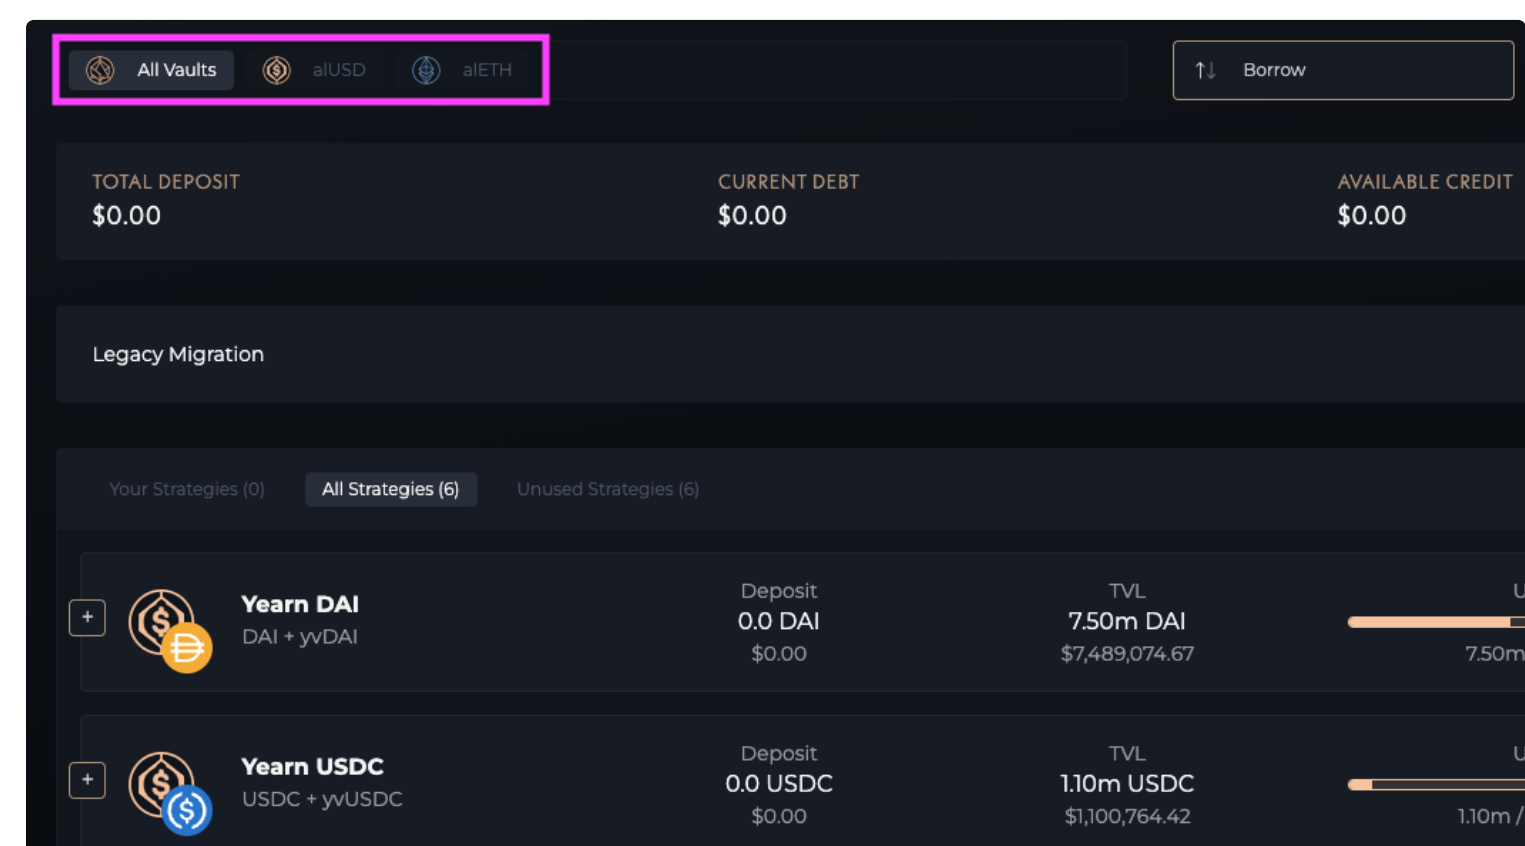 All Vaults alUSD alETH
↑↓ Borrow
TOTAL DEPOSIT CURRENT DEBT AVAILABLE CREDIT
$0.00 $0.00 $0.00
Legacy Migration
Your Strategies (0) All Strategies (6) Unused Strategies (6)
Yearn DAI
DAI + yvDAI
Deposit
0.0 DAI
$0.00
TVL
7.50m DAI
$7,489,074.67
U
7.50m
Yearn USDC
USDC + yvUSDC
Deposit
0.0 USDC
$0.00
TVL
1.10m USDC
$1,100,764.42
U
1.10m /